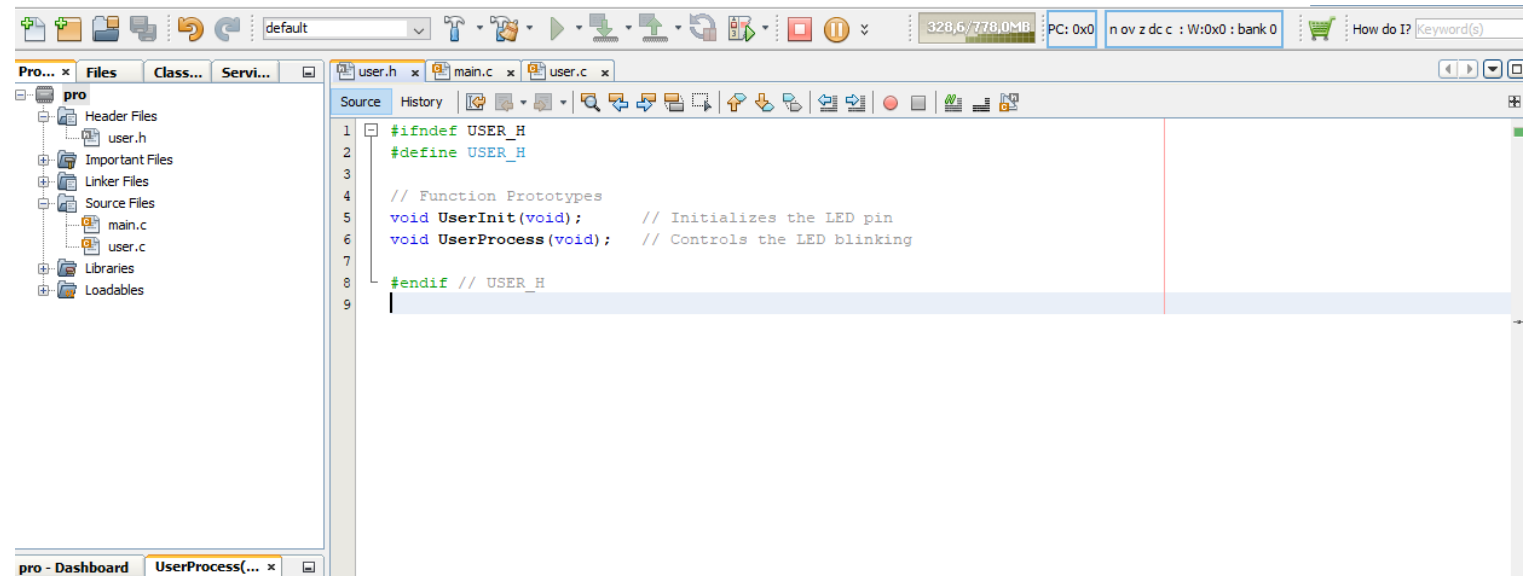 default
328,6/778,0MB
PC: 0x0
n ov z dc c : W:0x0 : bank 0
How do I? Keyword(s)
Pro... × Files Class... Servi...
user.h × main.c × user.c ×
pro
Header Files
user.h
Important Files
Linker Files
Source Files
main.c
user.c
Libraries
Loadables
Source History
1 #ifndef USER_H
2 #define USER_H
3
4 // Function Prototypes
5 void UserInit(void); // Initializes the LED pin
6 void UserProcess(void); // Controls the LED blinking
7
8 #endif // USER_H
9
pro - Dashboard UserProcess(... ×